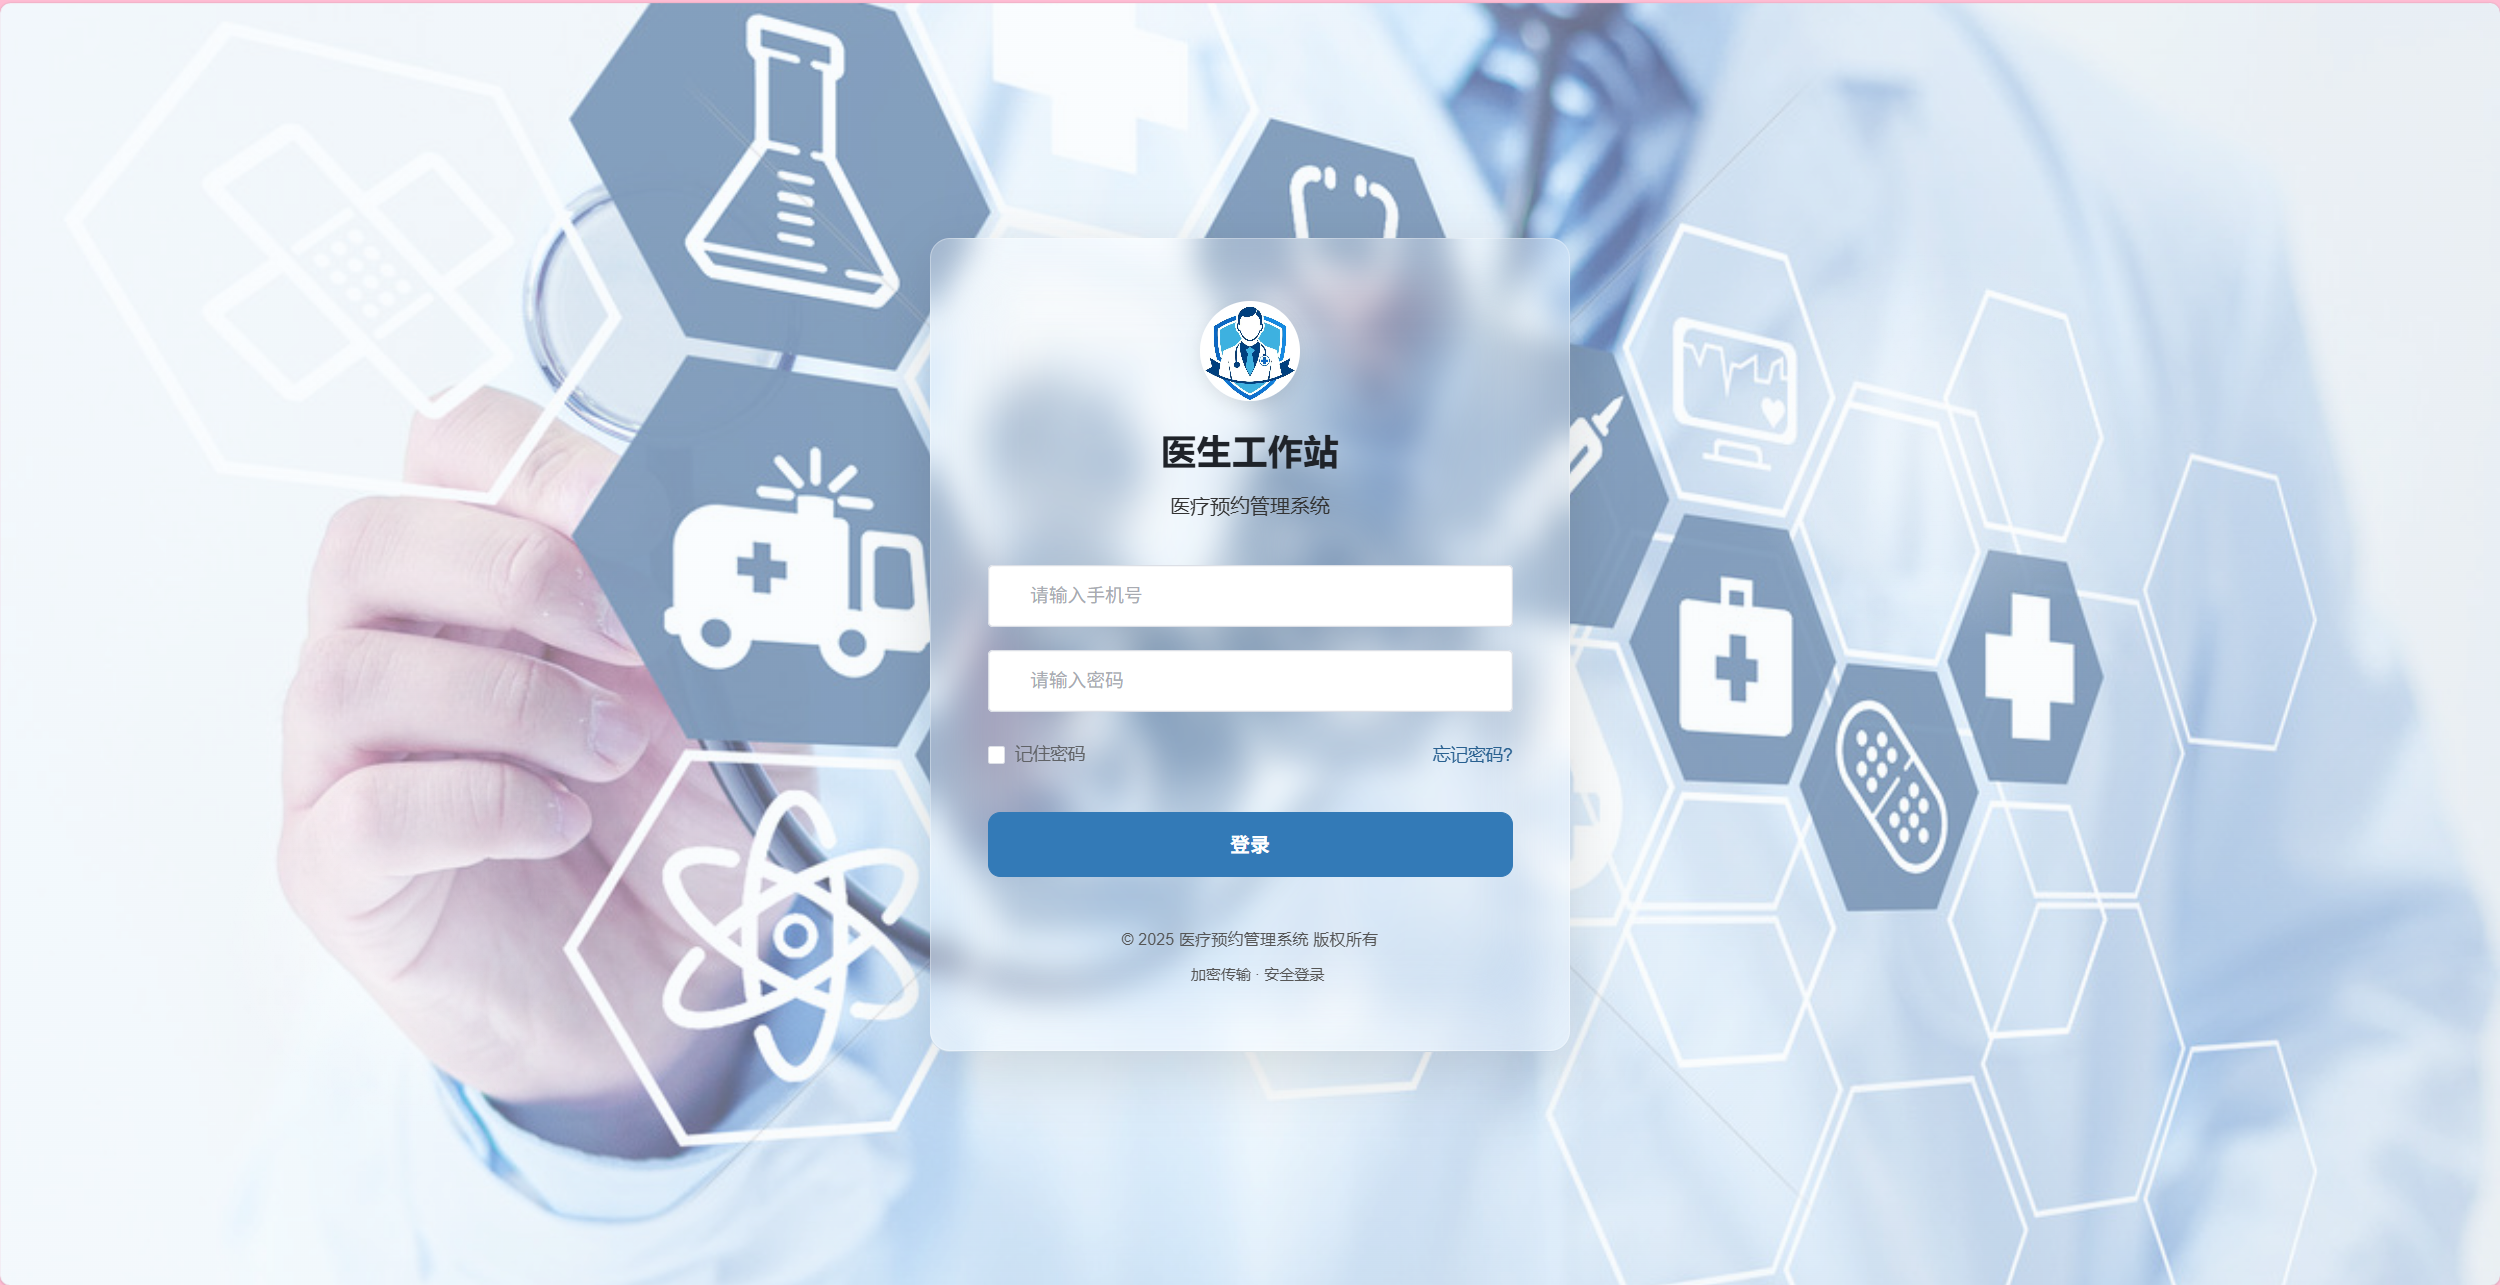 医生工作站
医疗预约管理系统
请输入手机号
请输入密码
记住密码 忘记密码?
登录
© 2025 医疗预约管理系统 版权所有
加密传输 · 安全登录